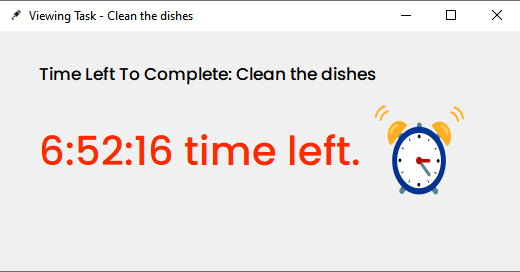 Viewing Task - Clean the dishes
Time Left To Complete: Clean the dishes
6:52:16 time left.